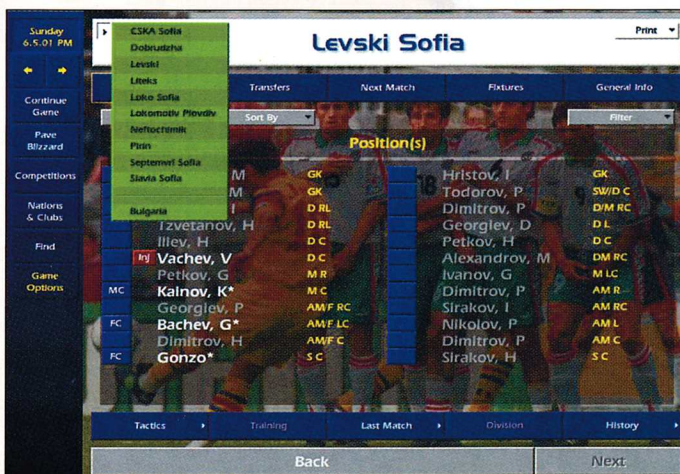 Sunday
6.5.01 PM
Continue
Game
Pave
Blizzard
Competitions
Nations
& Clubs
Find
Game
Options
CSKA Sofia
Dobrudzha
Levski
Liteks
Loko Sofia
Lokomotiv Plovdiv
Neftochimik
Pirin
Septemvri Sofia
Slavia Sofia
Bulgaria
Levski Sofia
Print
Transfers
Next Match
Fixtures
General Info
Sort By
Filter
Position(s)
M GK
M GK
I D RL
Tzvetanov, H D RL
Iliev, H D C
Inj Vachev, V D C
Petkov, G M R
MC Kalnov, K* M C
Georgiev, P AM/F RC
FC Bachev, G* AM/F LC
Dimitrov, H AM/F C
FC Gonzo* S C
Hristov, I GK
Todorov, P SW/D C
Dimitrov, P D/M RC
Georgiev, D D L
Petkov, H D C
Alexandrov, M DM RC
Ivanov, G M LC
Dimitrov, P AM R
Sirakov, I AM RC
Nikolov, P AM L
Dimitrov, P AM C
Sirakov, H S C
Tactics
Training
Last Match
Division
History
Back
Next